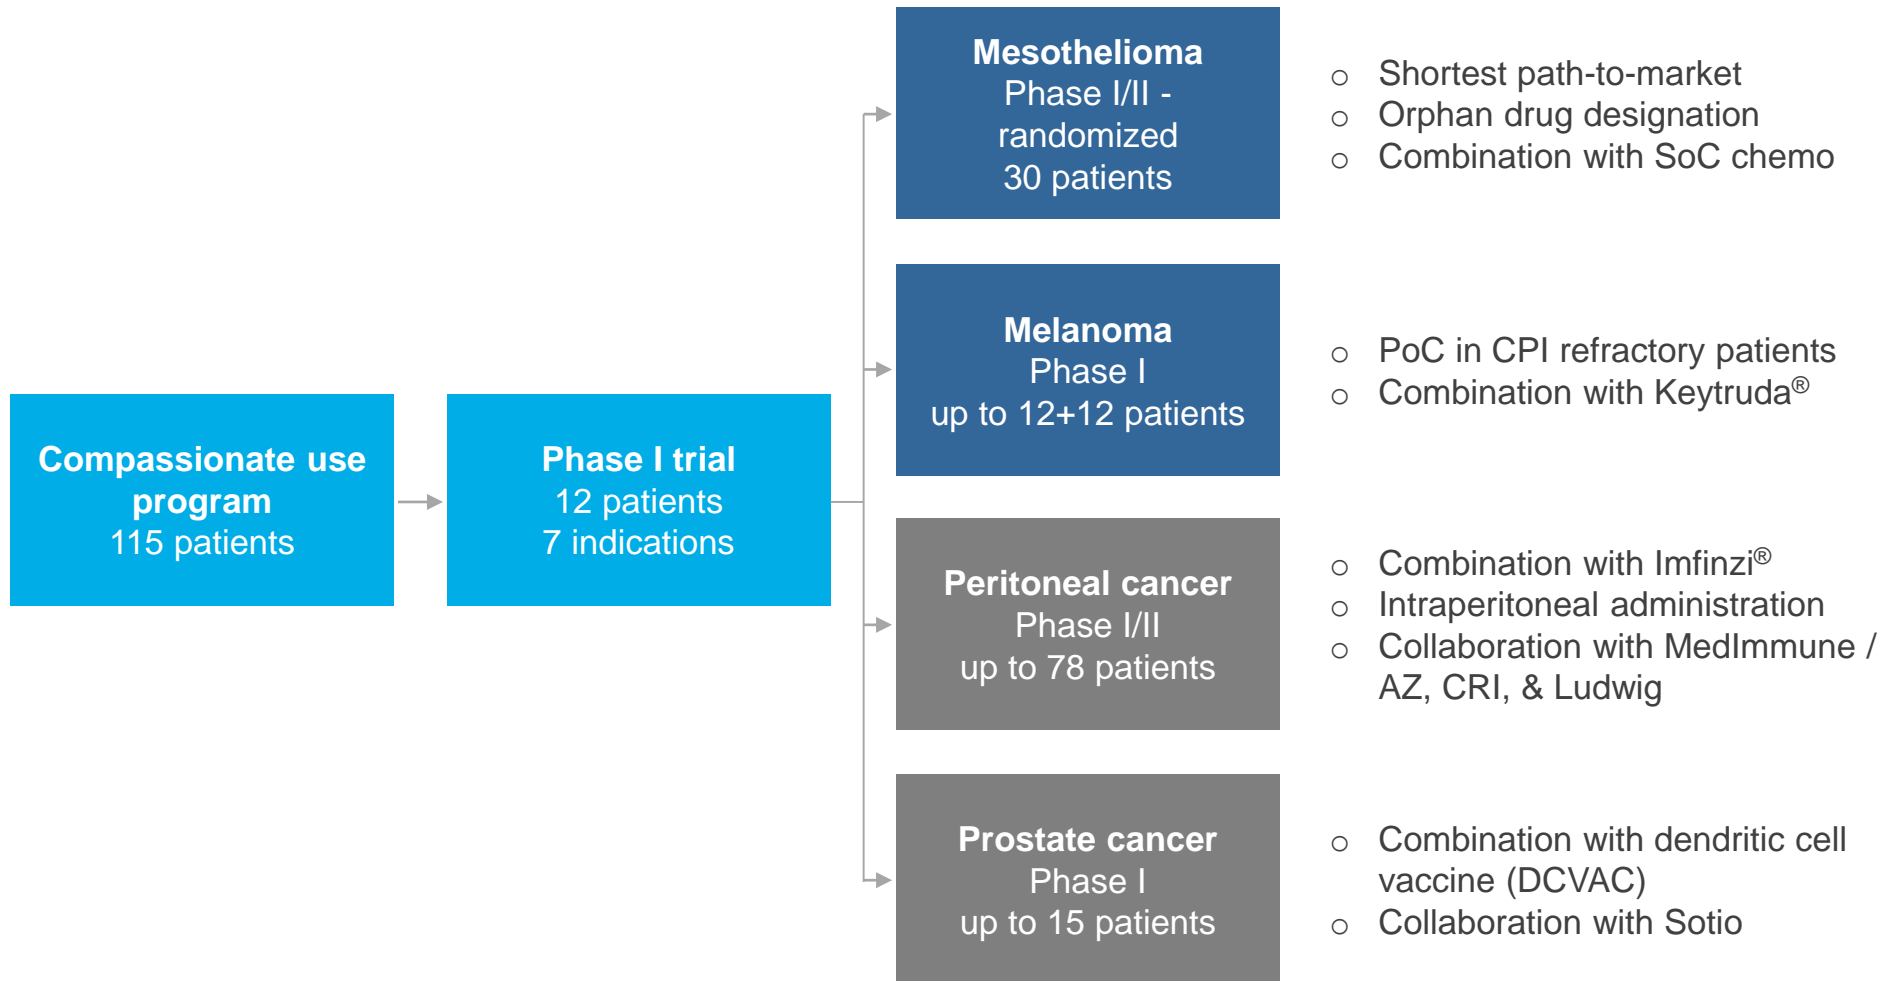 Compassionate use
program
115 patients
Phase I trial
12 patients
7 indications
Mesothelioma
Phase I/II -
randomized
30 patients
○ Shortest path-to-market
○ Orphan drug designation
○ Combination with SoC chemo
Melanoma
Phase I
up to 12+12 patients
○ PoC in CPI refractory patients
○ Combination with Keytruda®
Peritoneal cancer
Phase I/II
up to 78 patients
○ Combination with Imfinzi®
○ Intraperitoneal administration
○ Collaboration with MedImmune /
AZ, CRI, & Ludwig
Prostate cancer
Phase I
up to 15 patients
○ Combination with dendritic cell
vaccine (DCVAC)
○ Collaboration with Sotio